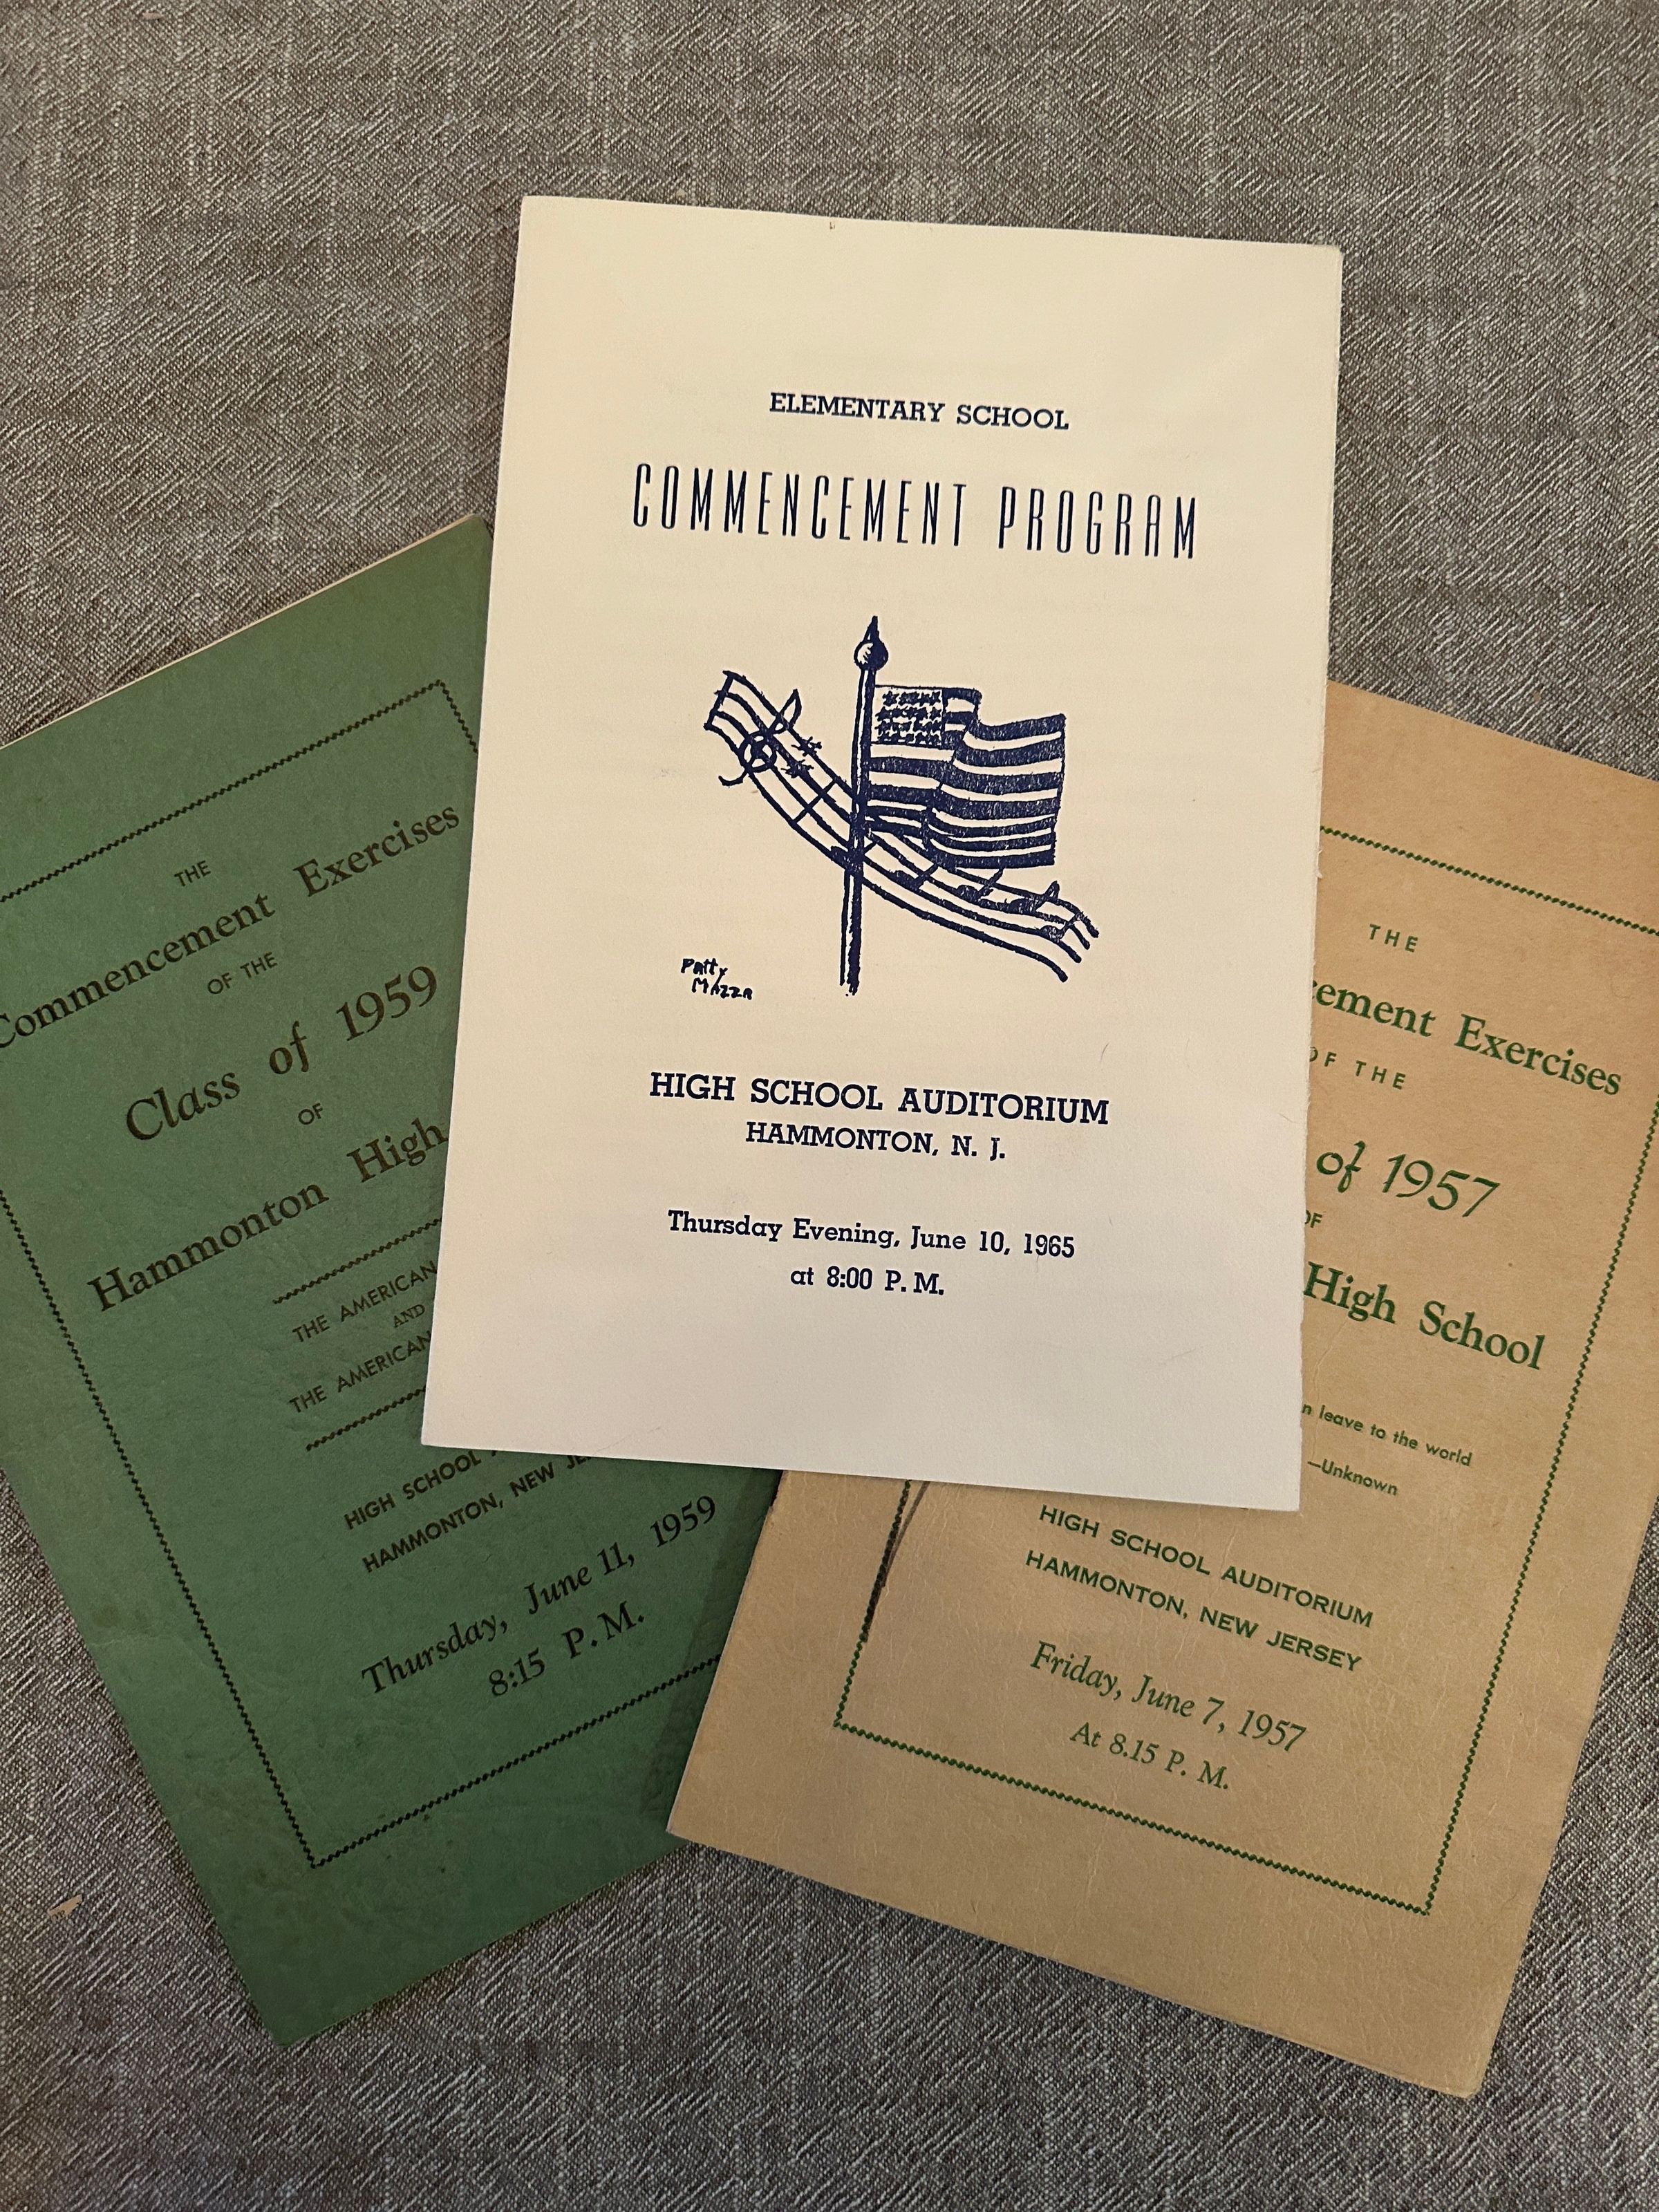 ELEMENTARY SCHOOL
COMMENCEMENT PROGRAM
Patty
MAZZA
HIGH SCHOOL AUDITORIUM
HAMMONTON, N. J.
Thursday Evening, June 10, 1965
at 8:00 P. M.
THE
Commencement Exercises
OF THE
Class of 1959
OF
Hammonton High
THE AMERICAN
AND
THE AMERICAN
HIGH SCHOOL
HAMMONTON, NEW
Thursday, June 11, 1959
8:15 P. M.
THE
Exercises
OF THE
of 1957
OF
High School
leave to the world
—Unknown
HIGH SCHOOL AUDITORIUM
HAMMONTON, NEW JERSEY
Friday, June 7, 1957
At 8.15 P. M.